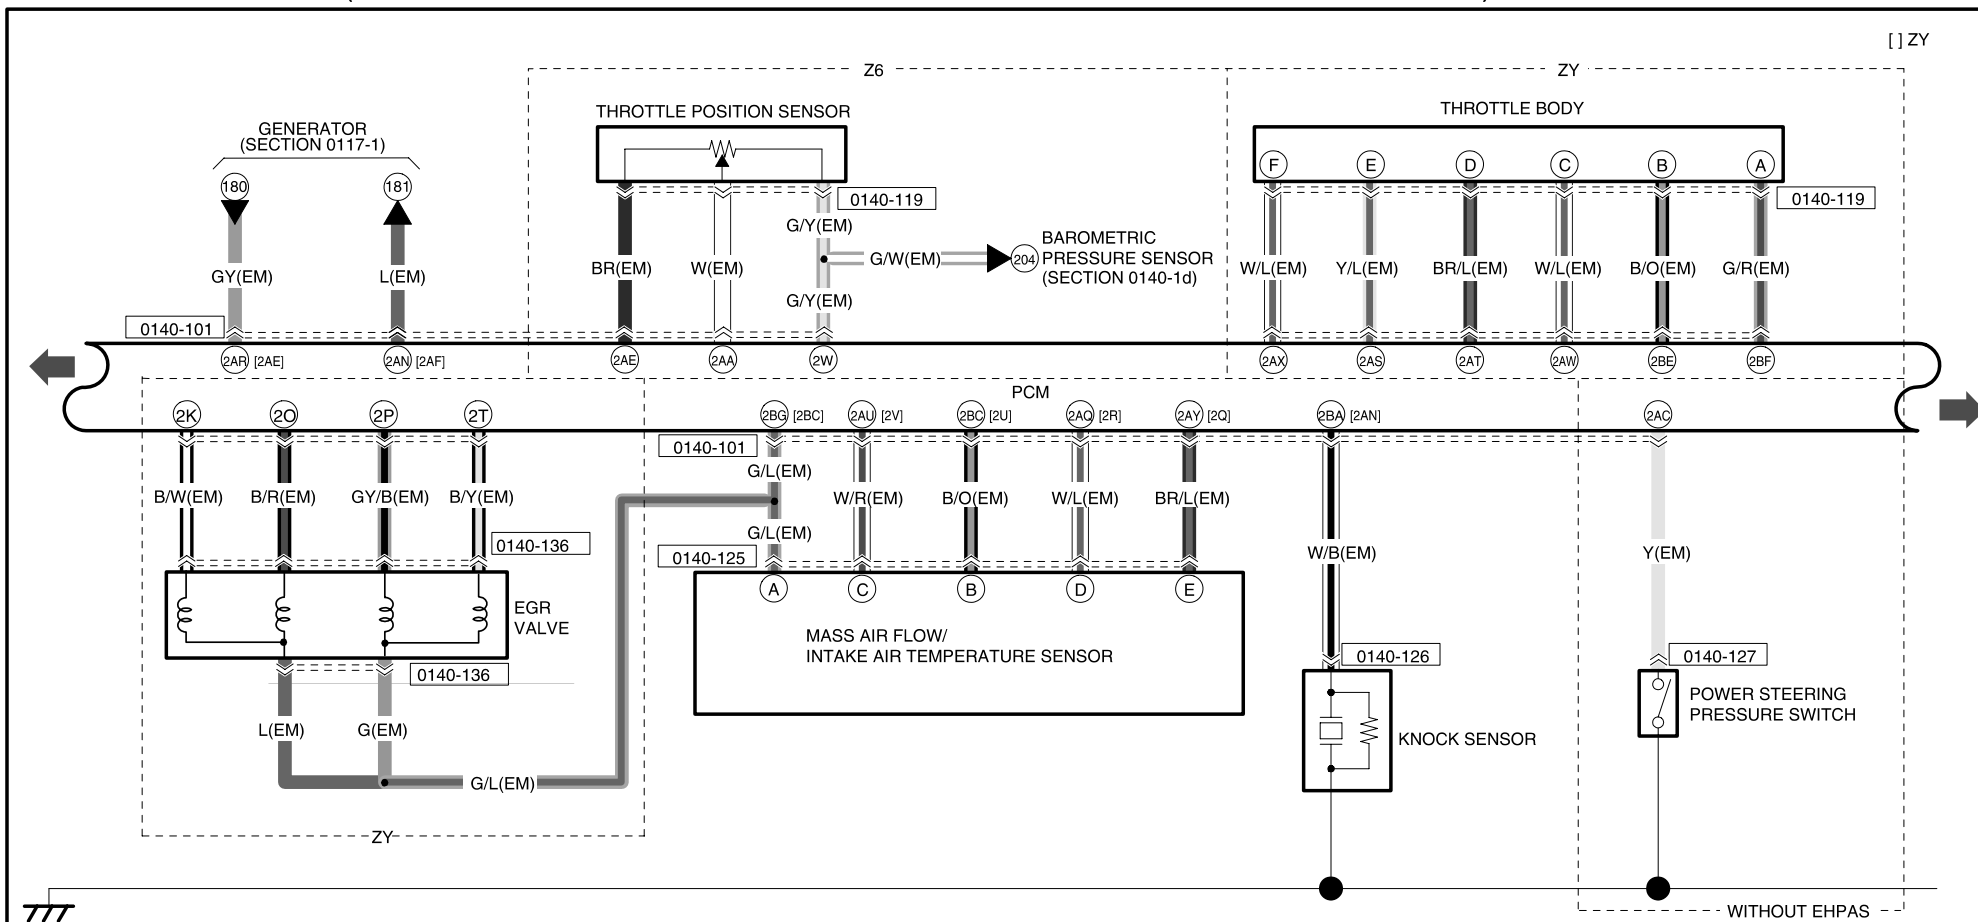 [ ] ZY
Z6
ZY
THROTTLE POSITION SENSOR
THROTTLE BODY
GENERATOR
(SECTION 0117-1)
F
E
D
C
B
A
180
181
0140-119
0140-119
G/Y(EM)
BAROMETRIC
PRESSURE SENSOR
(SECTION 0140-1d)
204
G/W(EM)
GY(EM)
L(EM)
BR(EM)
W(EM)
G/Y(EM)
W/L(EM)
Y/L(EM)
BR/L(EM)
W/L(EM)
B/O(EM)
G/R(EM)
0140-101
2AR [2AE]
2AN [2AF]
2AE
2AA
2W
2AX
2AS
2AT
2AW
2BE
2BF
PCM
2K
2O
2P
2T
2BG [2BC]
2AU [2V]
2BC [2U]
2AQ [2R]
2AY [2Q]
2BA [2AN]
2AC
0140-101
G/L(EM)
B/W(EM)
B/R(EM)
GY/B(EM)
B/Y(EM)
W/R(EM)
B/O(EM)
W/L(EM)
BR/L(EM)
G/L(EM)
0140-136
0140-125
W/B(EM)
Y(EM)
A
C
B
D
E
EGR
VALVE
MASS AIR FLOW/
INTAKE AIR TEMPERATURE SENSOR
0140-126
0140-127
0140-136
POWER STEERING
PRESSURE SWITCH
L(EM)
G(EM)
KNOCK SENSOR
G/L(EM)
ZY
WITHOUT EHPAS